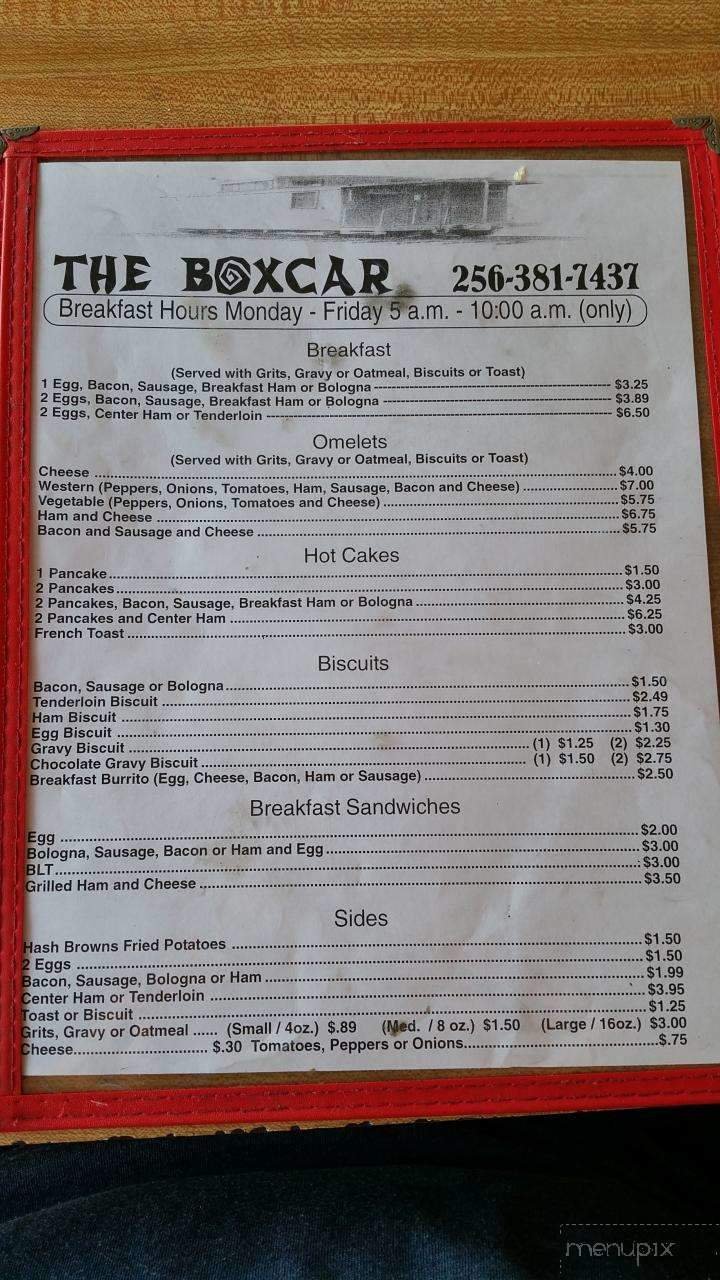 THE BOXCAR 256-381-7437
Breakfast Hours Monday - Friday 5 a.m. - 10:00 a.m. (only)
Breakfast
(Served with Grits, Gravy or Oatmeal, Biscuits or Toast)
1 Egg, Bacon, Sausage, Breakfast Ham or Bologna ---------------------------------------- $3.25
2 Eggs, Bacon, Sausage, Breakfast Ham or Bologna --------------------------------------- $3.89
2 Eggs, Center Ham or Tenderloin ------------------------------------------------------------ $6.50
Omelets
(Served with Grits, Gravy or Oatmeal, Biscuits or Toast)
Cheese ........................................ $4.00
Western (Peppers, Onions, Tomatoes, Ham, Sausage, Bacon and Cheese) .................... $7.00
Vegetable (Peppers, Onions, Tomatoes and Cheese) ........................................ $5.75
Ham and Cheese ........................................ $6.75
Bacon and Sausage and Cheese ........................................ $5.75
Hot Cakes
1 Pancake ........................................ $1.50
2 Pancakes ........................................ $3.00
2 Pancakes, Bacon, Sausage, Breakfast Ham or Bologna ........................................ $4.25
2 Pancakes and Center Ham ........................................ $6.25
French Toast ........................................ $3.00
Biscuits
Bacon, Sausage or Bologna ........................................ $1.50
Tenderloin Biscuit ........................................ $2.49
Ham Biscuit ........................................ $1.75
Egg Biscuit ........................................ $1.30
Gravy Biscuit ........................................ (1) $1.25 (2) $2.25
Chocolate Gravy Biscuit ........................................ (1) $1.50 (2) $2.75
Breakfast Burrito (Egg, Cheese, Bacon, Ham or Sausage) ........................................ $2.50
Breakfast Sandwiches
Egg ........................................ $2.00
Bologna, Sausage, Bacon or Ham and Egg ........................................ $3.00
BLT ........................................ $3.00
Grilled Ham and Cheese ........................................ $3.50
Sides
Hash Browns Fried Potatoes ........................................ $1.50
2 Eggs ........................................ $1.50
Bacon, Sausage, Bologna or Ham ........................................ $1.99
Center Ham or Tenderloin ........................................ $3.95
Toast or Biscuit ........................................ $1.25
Grits, Gravy or Oatmeal ...... (Small / 4oz.) $.89 (Med. / 8 oz.) $1.50 (Large / 16oz.) $3.00
Cheese ............................ $.30 Tomatoes, Peppers or Onions ........................................ $.75
menupix